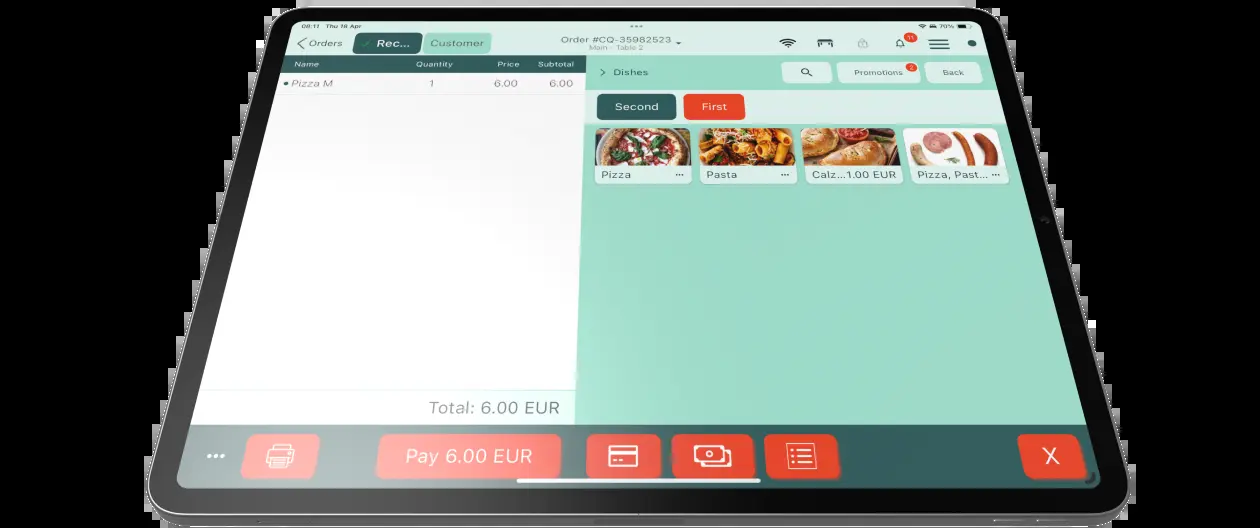 08:11 Thu 18 Apr
70%
Orders
Rec...
Customer
Order #CQ-35982523
Main - Table 2
11
Name Quantity Price Subtotal
Pizza M 1 6.00 6.00
Total: 6.00 EUR
Dishes
Promotions
2
Back
Second
First
Pizza ...
Pasta ...
Calz...1.00 EUR
Pizza, Past... ...
...
Pay 6.00 EUR
X